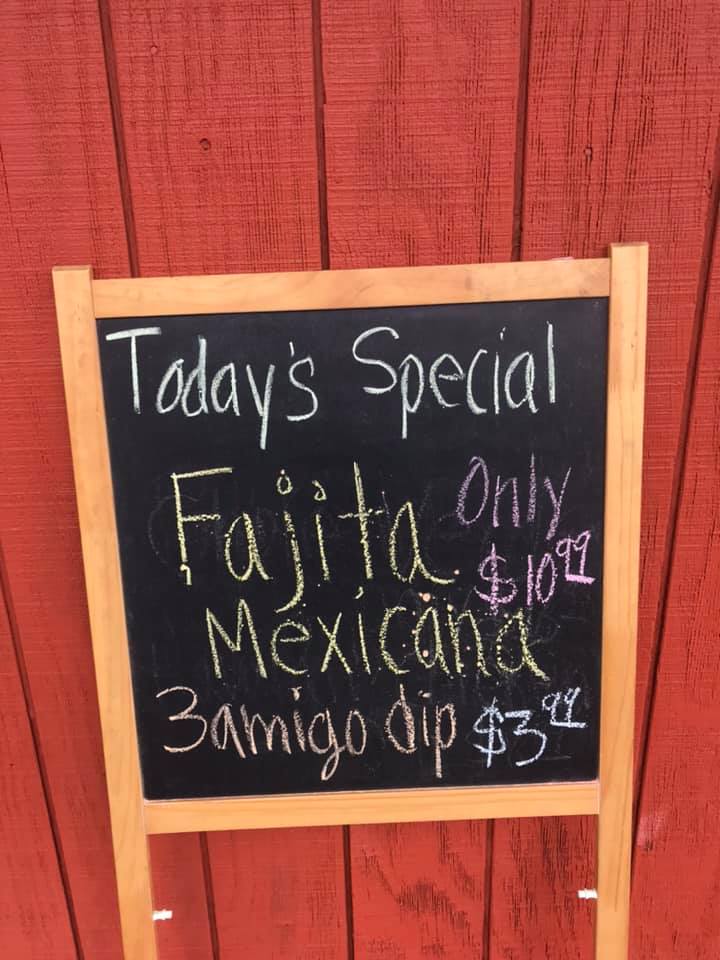 Today's Special
Fajita Only
$10.99
Mexicana
3amigo dip $3.99